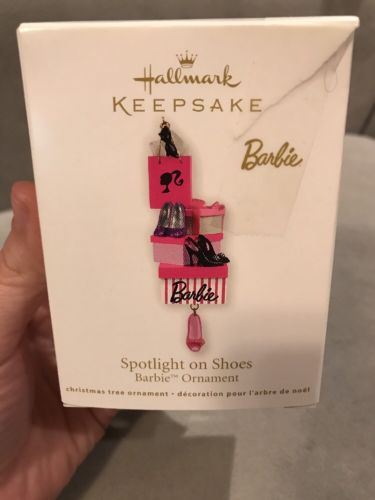 Hallmark
KEEPSAKE
Barbie
Barbie
Spotlight on Shoes
Barbie™ Ornament
christmas tree ornament • décoration pour l'arbre de noël